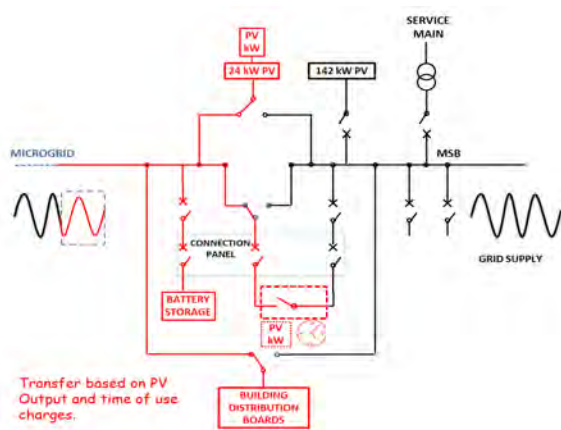 SERVICE
MAIN
PV
kW
24 kW PV
142 kW PV
MICROGBID
MSB
CONNECTION
PANEL
GRID SUPPLY
BATTERY
STORAGE
PV
kW
Transfer based on PV
Output and time of use
charges.
BUILDING
DISTRIBUTION
BOARDS